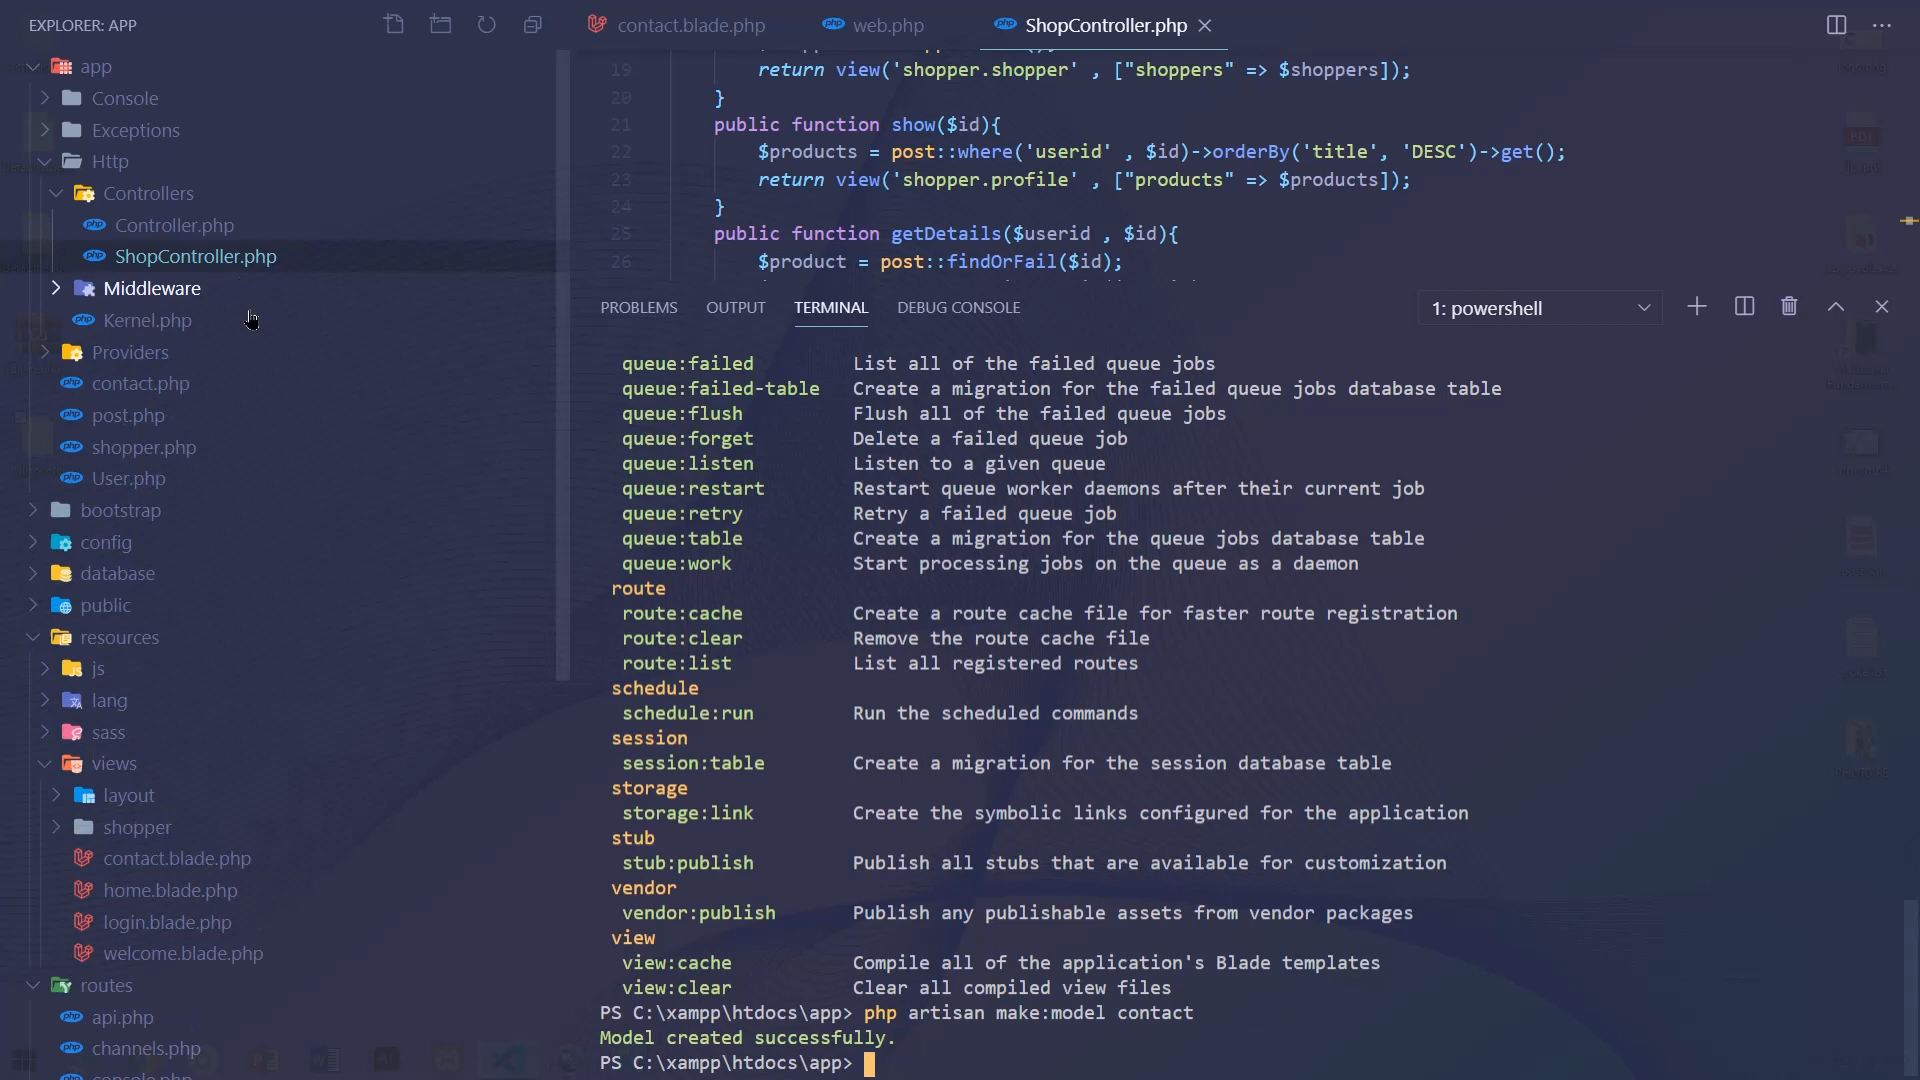 EXPLORER: APP
app
Console
Exceptions
Http
Controllers
Controller.php
ShopController.php
Middleware
Kernel.php
Providers
contact.php
post.php
shopper.php
User.php
bootstrap
config
database
public
resources
js
lang
sass
views
layout
shopper
contact.blade.php
home.blade.php
login.blade.php
welcome.blade.php
routes
api.php
channels.php
console.php
contact.blade.php web.php ShopController.php
19 return view('shopper.shopper' , ["shoppers" => $shoppers]);
20 }
21 public function show($id){
22 $products = post::where('userid' , $id)->orderBy('title', 'DESC')->get();
23 return view('shopper.profile' , ["products" => $products]);
24 }
25 public function getDetails($userid , $id){
26 $product = post::findOrFail($id);
PROBLEMS OUTPUT TERMINAL DEBUG CONSOLE 1: powershell
queue:failed List all of the failed queue jobs
queue:failed-table Create a migration for the failed queue jobs database table
queue:flush Flush all of the failed queue jobs
queue:forget Delete a failed queue job
queue:listen Listen to a given queue
queue:restart Restart queue worker daemons after their current job
queue:retry Retry a failed queue job
queue:table Create a migration for the queue jobs database table
queue:work Start processing jobs on the queue as a daemon
route
route:cache Create a route cache file for faster route registration
route:clear Remove the route cache file
route:list List all registered routes
schedule
schedule:run Run the scheduled commands
session
session:table Create a migration for the session database table
storage
storage:link Create the symbolic links configured for the application
stub
stub:publish Publish all stubs that are available for customization
vendor
vendor:publish Publish any publishable assets from vendor packages
view
view:cache Compile all of the application's Blade templates
view:clear Clear all compiled view files
PS C:\xampp\htdocs\app> php artisan make:model contact
Model created successfully.
PS C:\xampp\htdocs\app>